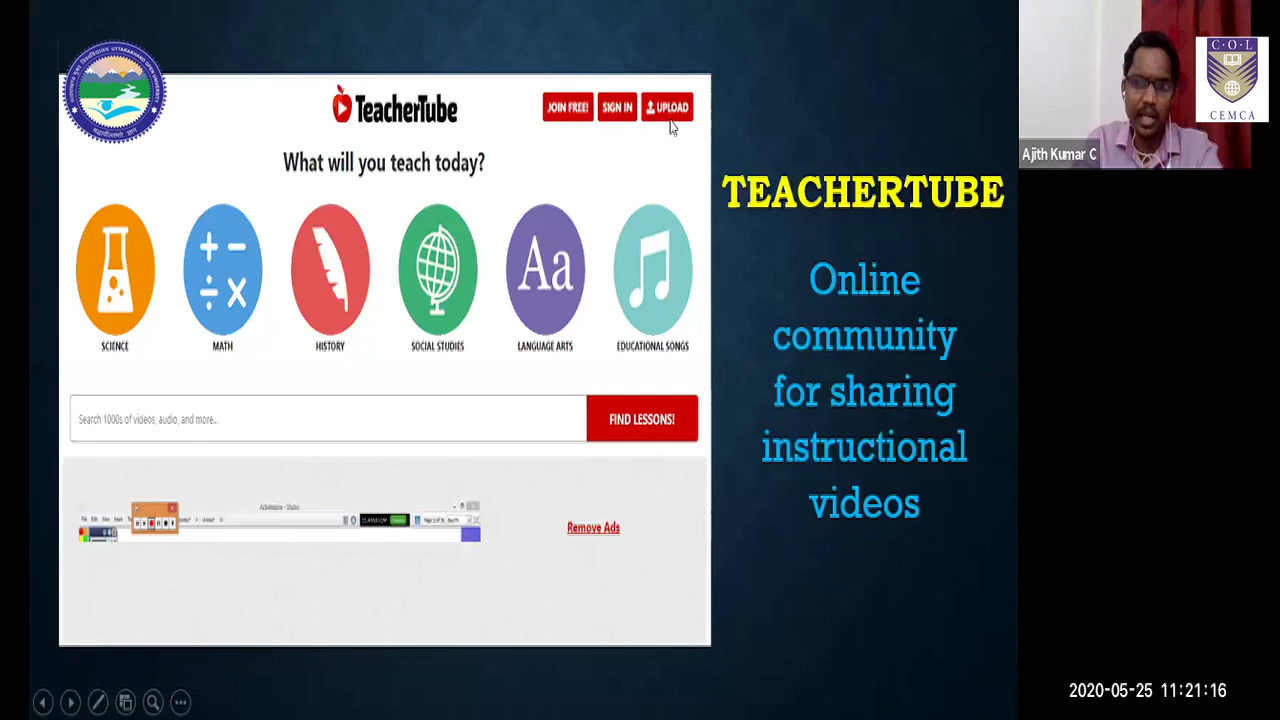 TeacherTube
JOIN FREE!
SIGN IN
UPLOAD
What will you teach today?
SCIENCE
MATH
HISTORY
SOCIAL STUDIES
LANGUAGE ARTS
Aa
EDUCATIONAL SONGS
Search 1000s of videos, audio, and more...
FIND LESSONS!
Remove Ads
TEACHERTUBE
Online
community
for sharing
instructional
videos
Ajith Kumar C
C·O·L
CEMCA
2020-05-25 11:21:16